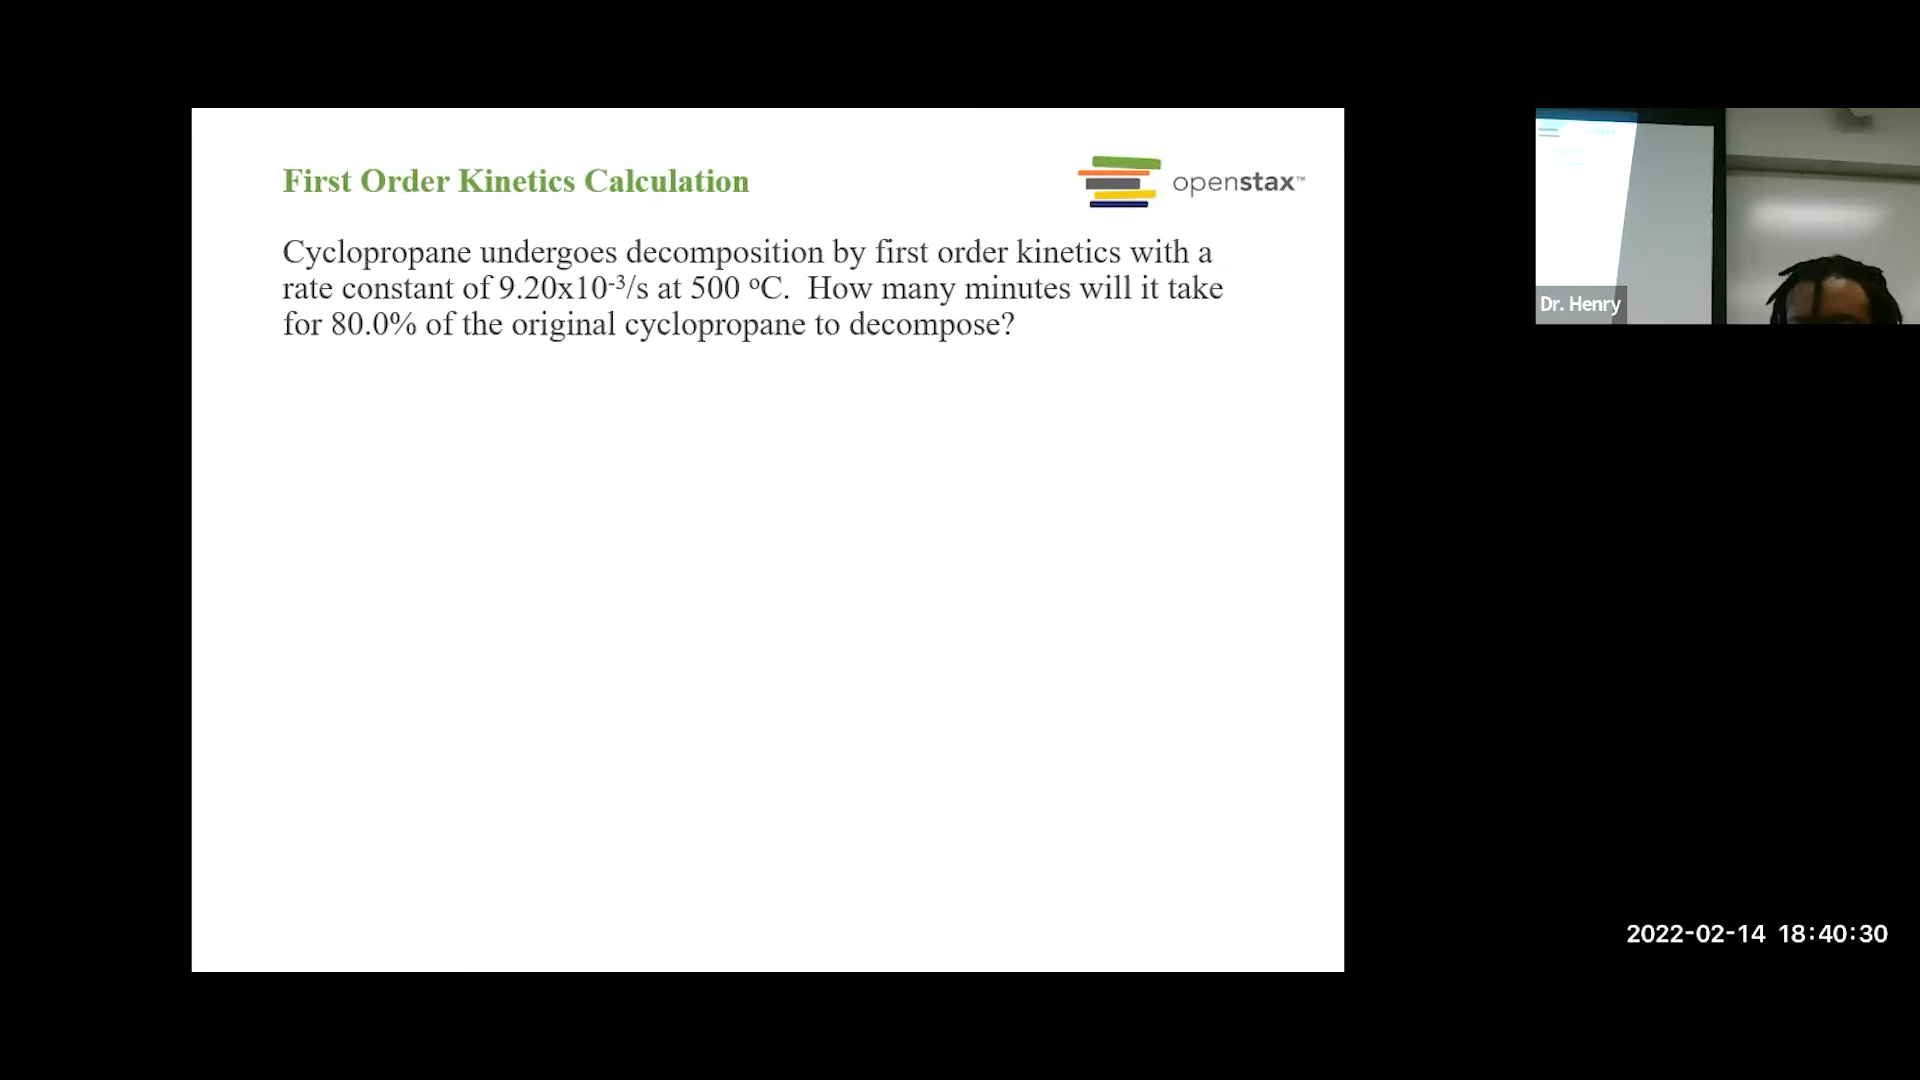 First Order Kinetics Calculation
openstax™
Cyclopropane undergoes decomposition by first order kinetics with a
rate constant of 9.20x10⁻³/s at 500 ᵒC.  How many minutes will it take
for 80.0% of the original cyclopropane to decompose?
Dr. Henry
2022-02-14 18:40:30